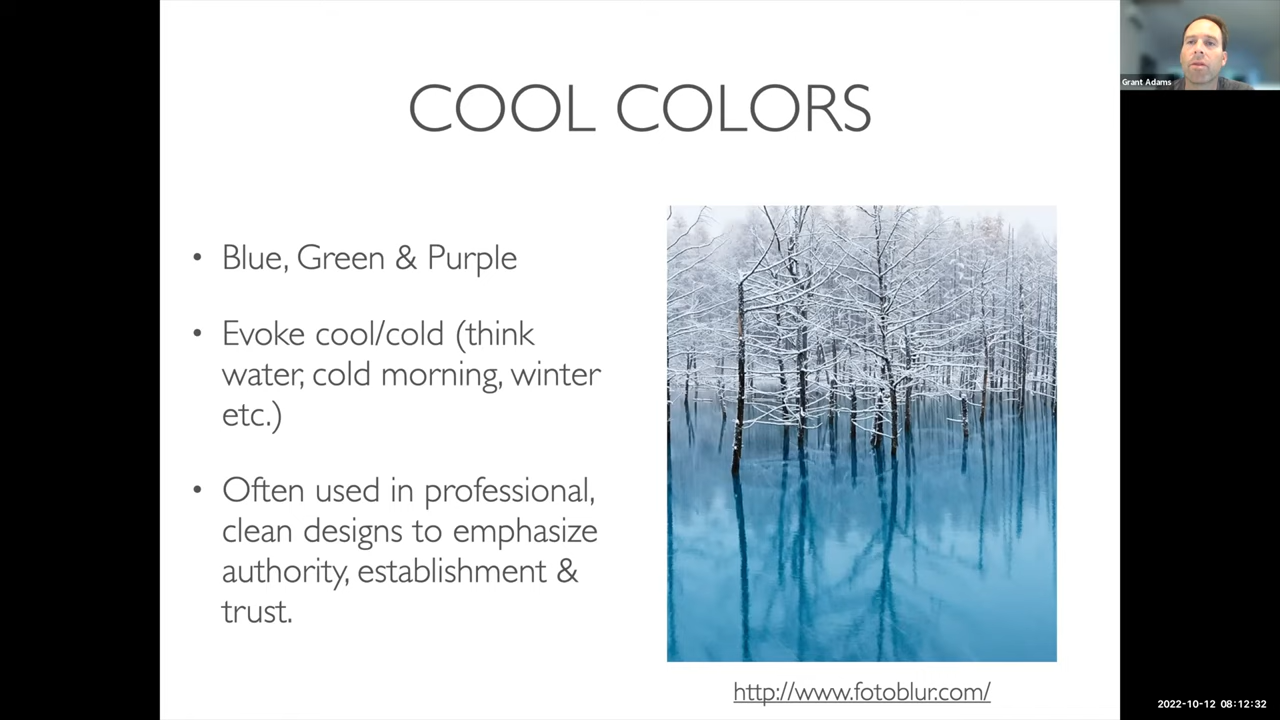 COOL COLORS
Grant Adams
• Blue, Green & Purple
• Evoke cool/cold (think
water, cold morning, winter
etc.)
• Often used in professional,
clean designs to emphasize
authority, establishment &
trust.
http://www.fotoblur.com/
2022-10-12 08:12:32